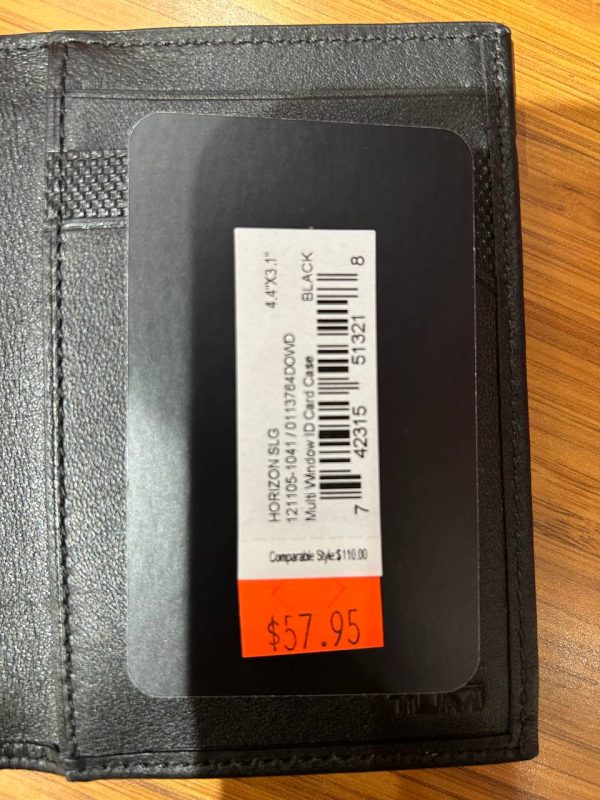 HORIZON SLG 4.4"X3.1"
121105-1041 / 0113764DOWD
Multi Window ID Card Case BLACK
7 42315 51321 8
Comparable Style $110.00
$57.95
TUMI